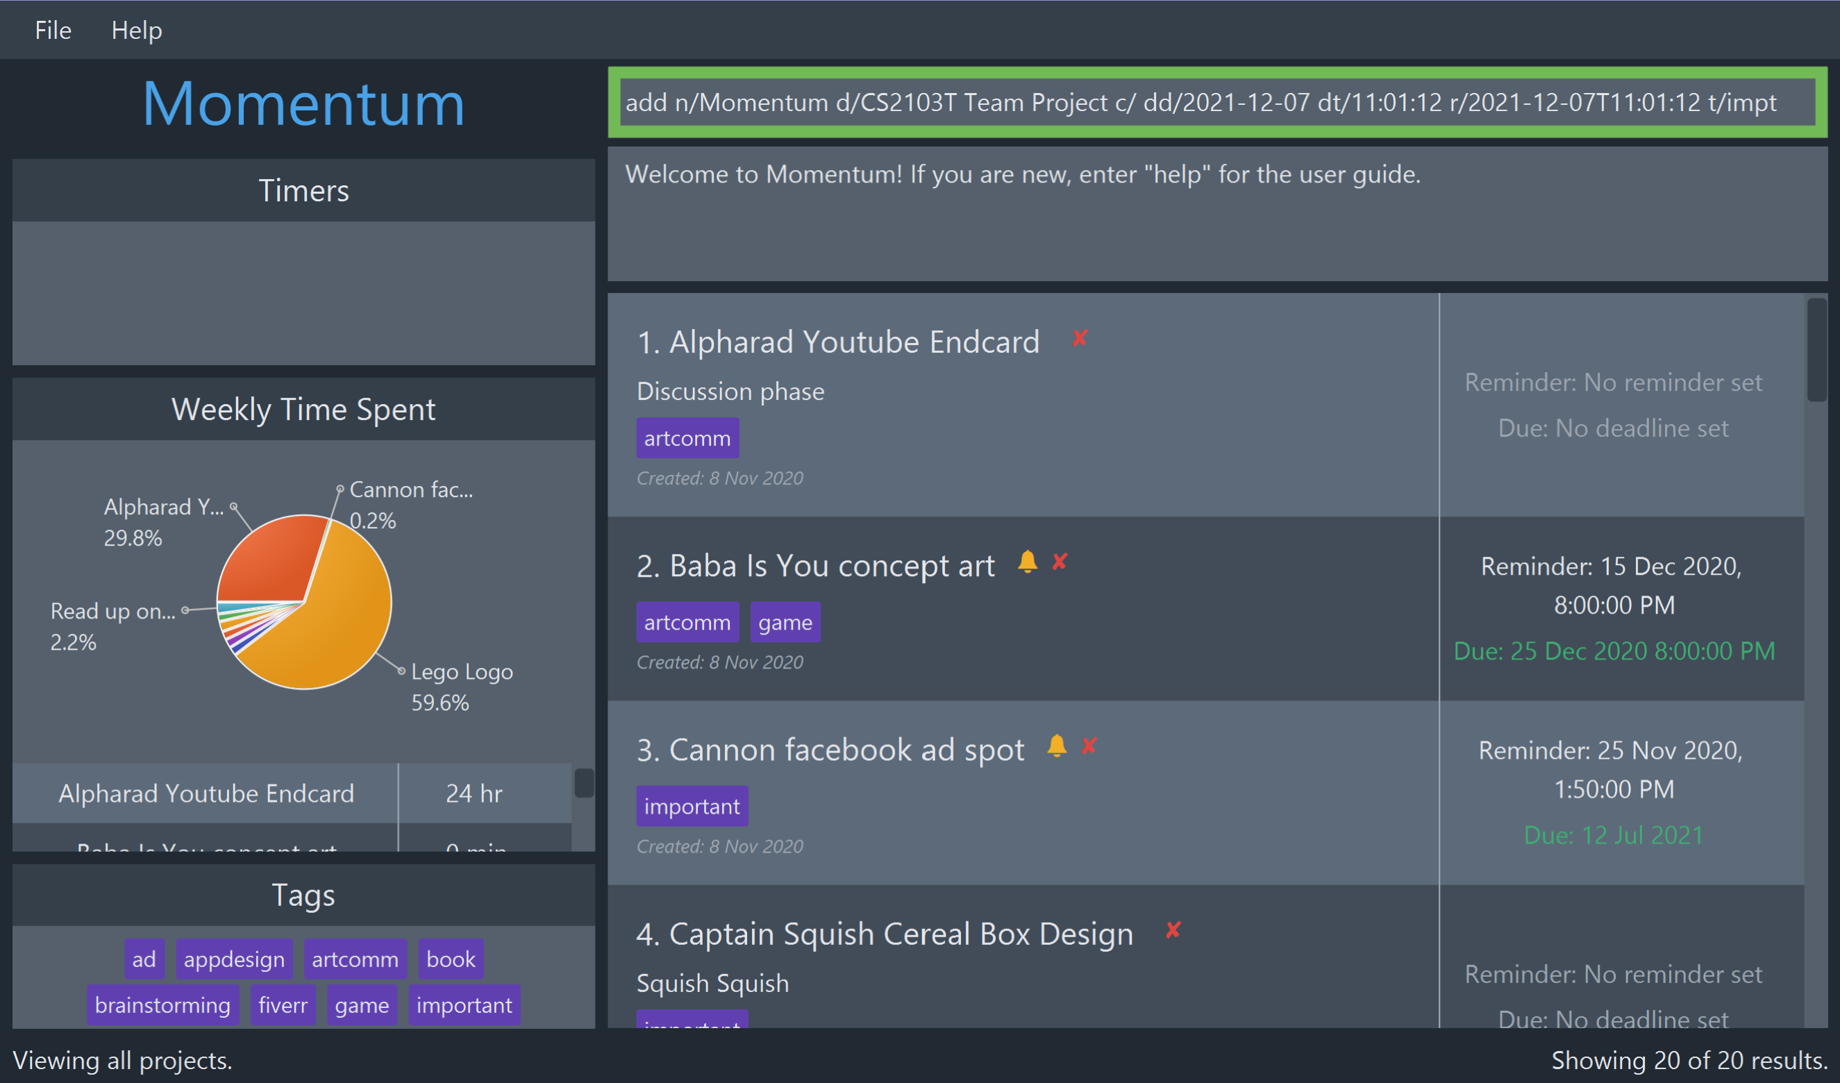 File Help
Momentum
add n/Momentum d/CS2103T Team Project c/ dd/2021-12-07 dt/11:01:12 r/2021-12-07T11:01:12 t/impt
Welcome to Momentum! If you are new, enter "help" for the user guide.
Timers
Weekly Time Spent
Alpharad Y...
29.8%
Cannon fac...
0.2%
Read up on...
2.2%
Lego Logo
59.6%
Alpharad Youtube Endcard 24 hr
Baba Is You concept art 0 min
Tags
ad appdesign artcomm book
brainstorming fiverr game important
1. Alpharad Youtube Endcard ✘
Discussion phase
artcomm
Created: 8 Nov 2020
Reminder: No reminder set
Due: No deadline set
2. Baba Is You concept art 🔔 ✘
artcomm game
Created: 8 Nov 2020
Reminder: 15 Dec 2020,
8:00:00 PM
Due: 25 Dec 2020 8:00:00 PM
3. Cannon facebook ad spot 🔔 ✘
important
Created: 8 Nov 2020
Reminder: 25 Nov 2020,
1:50:00 PM
Due: 12 Jul 2021
4. Captain Squish Cereal Box Design ✘
Squish Squish
important
Reminder: No reminder set
Due: No deadline set
Viewing all projects.
Showing 20 of 20 results.